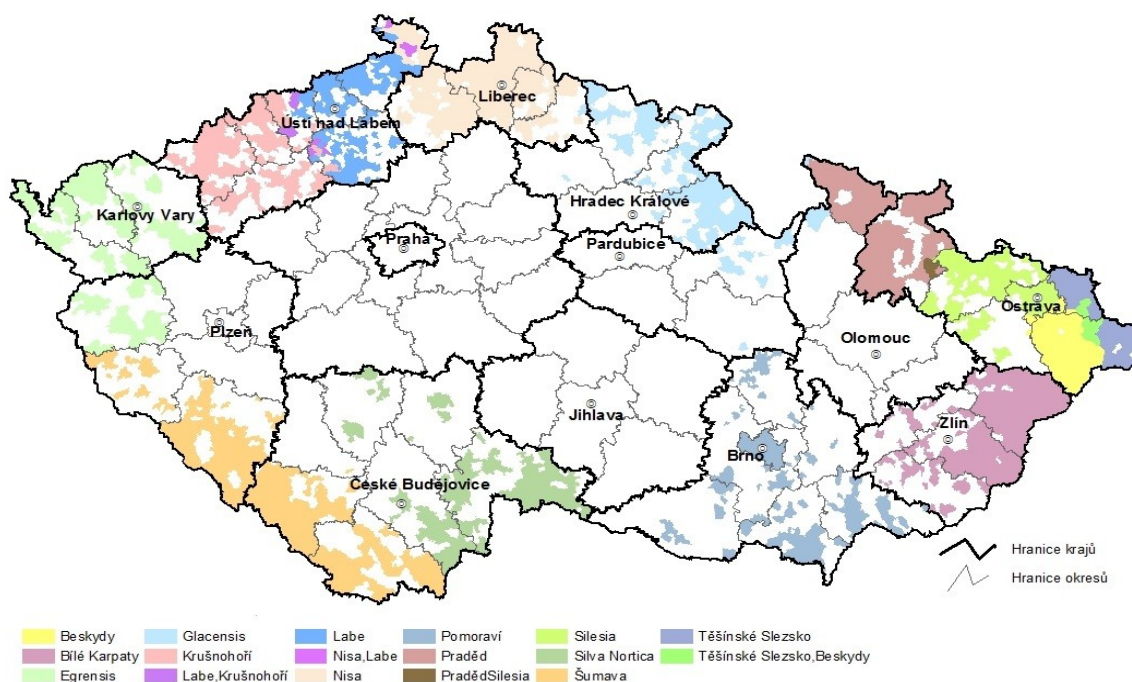 Liberec
Ústí nad Labem
Karlovy Vary
Hradec Králové
Praha
Pardubice
Plzeň
Ostrava
Olomouc
Jihlava
Zlín
Brno
České Budějovice
Hranice krajů
Hranice okresů
Beskydy
Glacensis
Labe
Pomoraví
Silesia
Těšínské Slezsko
Bílé Karpaty
Krušnohoří
Nisa,Labe
Praděd
Silva Nortica
Těšínské Slezsko,Beskydy
Egrensis
Labe,Krušnohoří
Nisa
PradědSilesia
Šumava